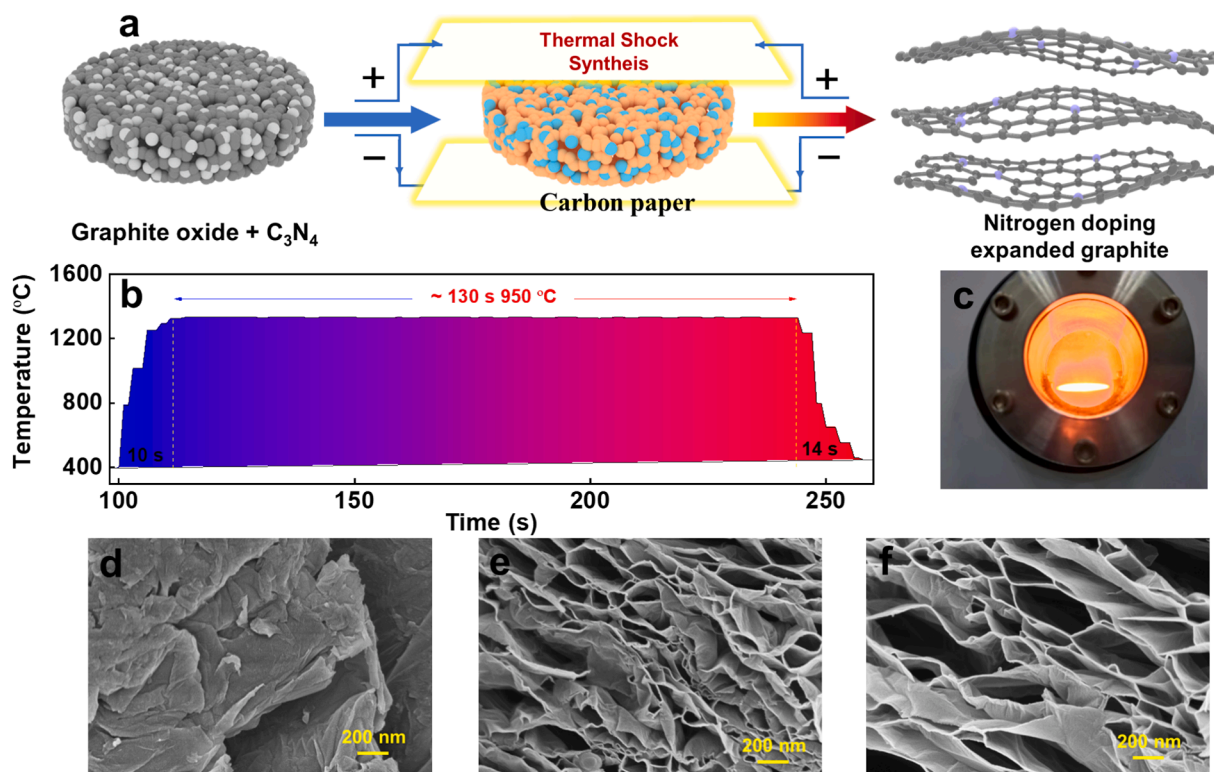 a
Thermal Shock
Syntheis
+
+
−
−
Carbon paper
Graphite oxide + C₃N₄
Nitrogen doping
expanded graphite
b
~ 130 s 950 °C
Temperature (°C)
1600
1200
800
400
10 s
14 s
100
150
200
250
Time (s)
c
d
200 nm
e
200 nm
f
200 nm